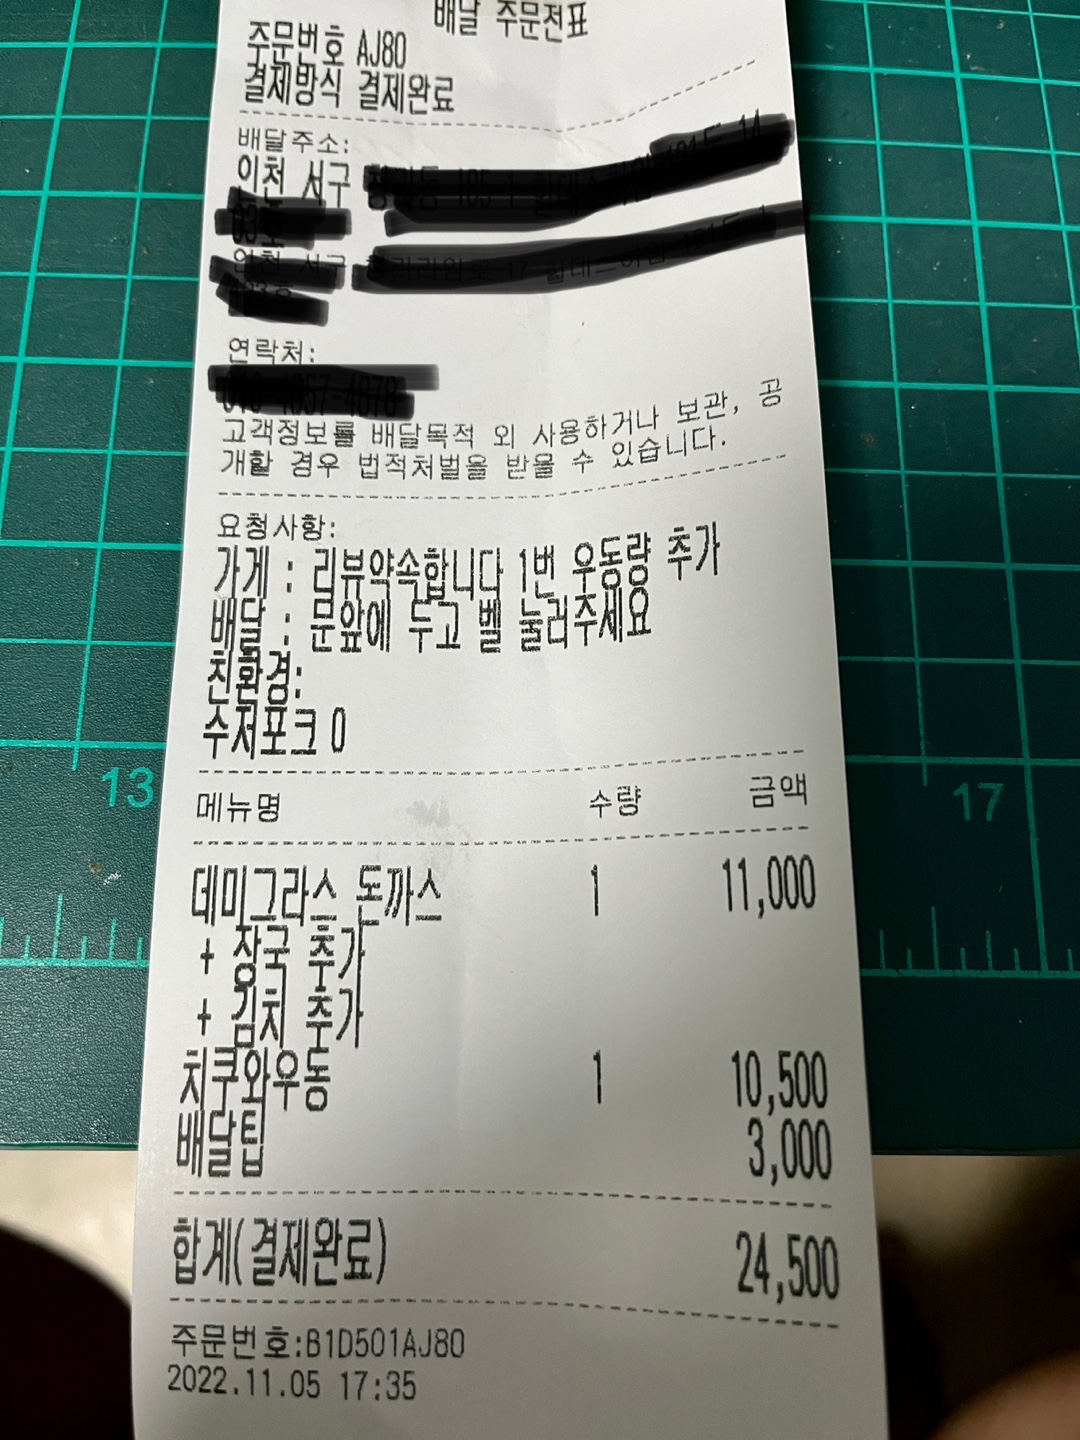 배달 주문전표
주문번호 AJ80
결제방식 결제완료
배달주소:
인천 서구
연락처:
고객정보를 배달목적 외 사용하거나 보관, 공
개할 경우 법적처벌을 받을 수 있습니다.
요청사항:
가게 : 리뷰약속합니다 1번 우동량 추가
배달 : 문앞에 두고 벨 눌러주세요
친환경:
수저포크 0
메뉴명 수량 금액
데미그라스 돈까스 1 11,000
+ 장국 추가
+ 김치 추가
치쿠와우동 1 10,500
배달팁 3,000
합계(결제완료) 24,500
주문번호:B1D501AJ80
2022.11.05 17:35
13
17